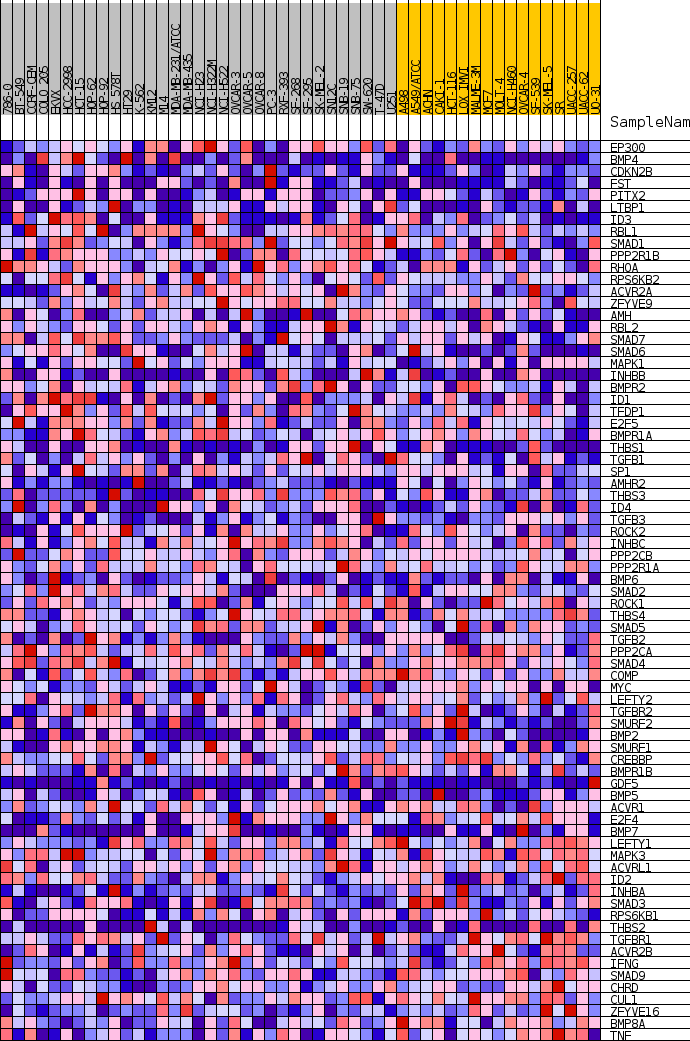 786-0
BT-549
CCRF-CEM
COLO 205
EKVX
HCC-2998
HCT-15
HOP-62
HOP-92
HS 578T
HT29
K-562
KM12
M14
MDA-MB-231/ATCC
MDA-MB-435
NCI-H23
NCI-H322M
NCI-H522
OVCAR-3
OVCAR-5
OVCAR-8
PC-3
RXF-393
SF-268
SF-295
SK-MEL-2
SN12C
SNB-19
SNB-75
SW-620
T-47D
U251
A498
A549/ATCC
ACHN
CAKI-1
HCT-116
LOX IMVI
MALME-3M
MCF7
MOLT-4
NCI-H460
OVCAR-4
SF-539
SK-MEL-5
SR
UACC-257
UACC-62
UO-31
SampleNam
EP300
BMP4
CDKN2B
FST
PITX2
LTBP1
ID3
RBL1
SMAD1
PPP2R1B
RHOA
RPS6KB2
ACVR2A
ZFYVE9
AMH
RBL2
SMAD7
SMAD6
MAPK1
INHBB
BMPR2
ID1
TFDP1
E2F5
BMPR1A
THBS1
TGFB1
SP1
AMHR2
THBS3
ID4
TGFB3
ROCK2
INHBC
PPP2CB
PPP2R1A
BMP6
SMAD2
ROCK1
THBS4
SMAD5
TGFB2
PPP2CA
SMAD4
COMP
MYC
LEFTY2
TGFBR2
SMURF2
BMP2
SMURF1
CREBBP
BMPR1B
GDF5
BMP5
ACVR1
E2F4
BMP7
LEFTY1
MAPK3
ACVRL1
ID2
INHBA
SMAD3
RPS6KB1
THBS2
TGFBR1
ACVR2B
IFNG
SMAD9
CHRD
CUL1
ZFYVE16
BMP8A
TNF